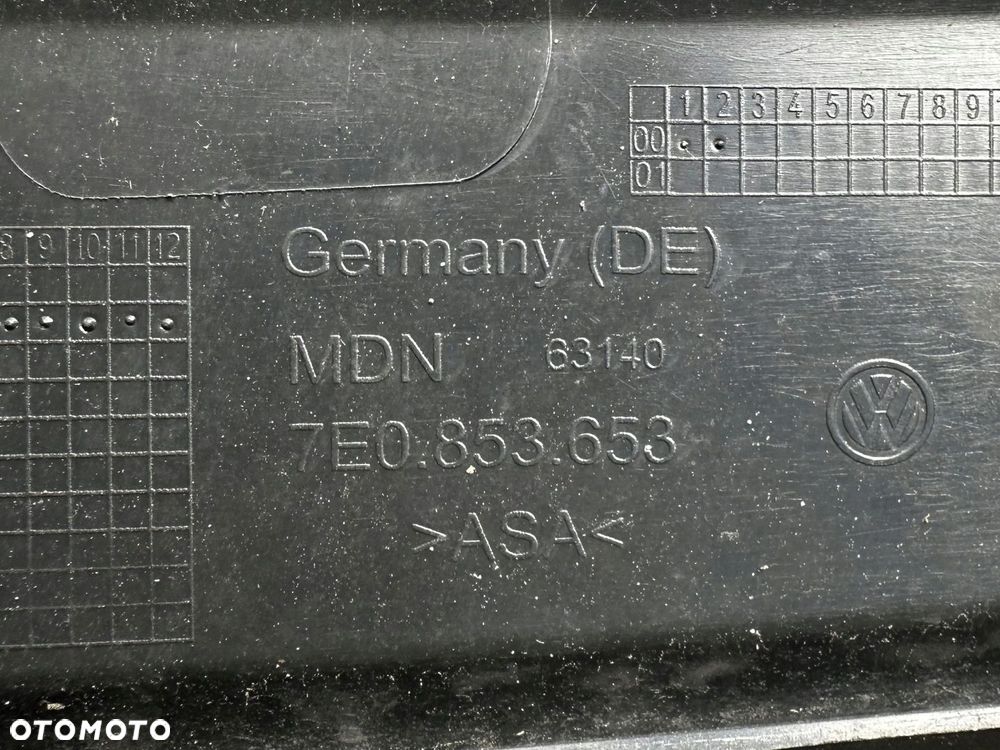 1 2 3 4 5 6 7 8 9
00
01
8 9 10 11 12
Germany (DE)
MDN 63140
7E0.853.653
>ASA<
VW
OTOMOTO